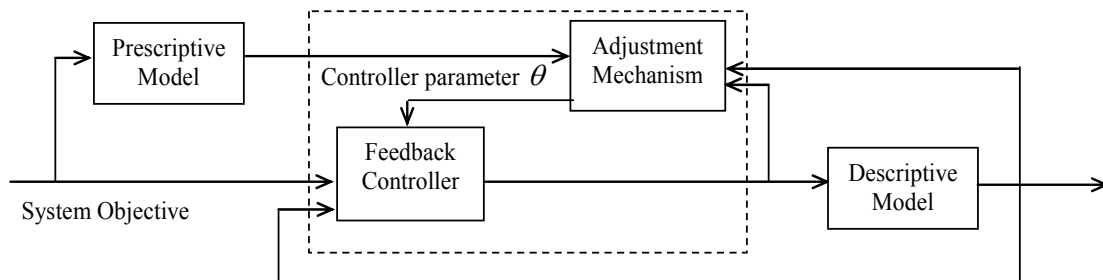 Prescriptive
Model
Adjustment
Mechanism
Controller parameter θ
Feedback
Controller
System Objective
Descriptive
Model